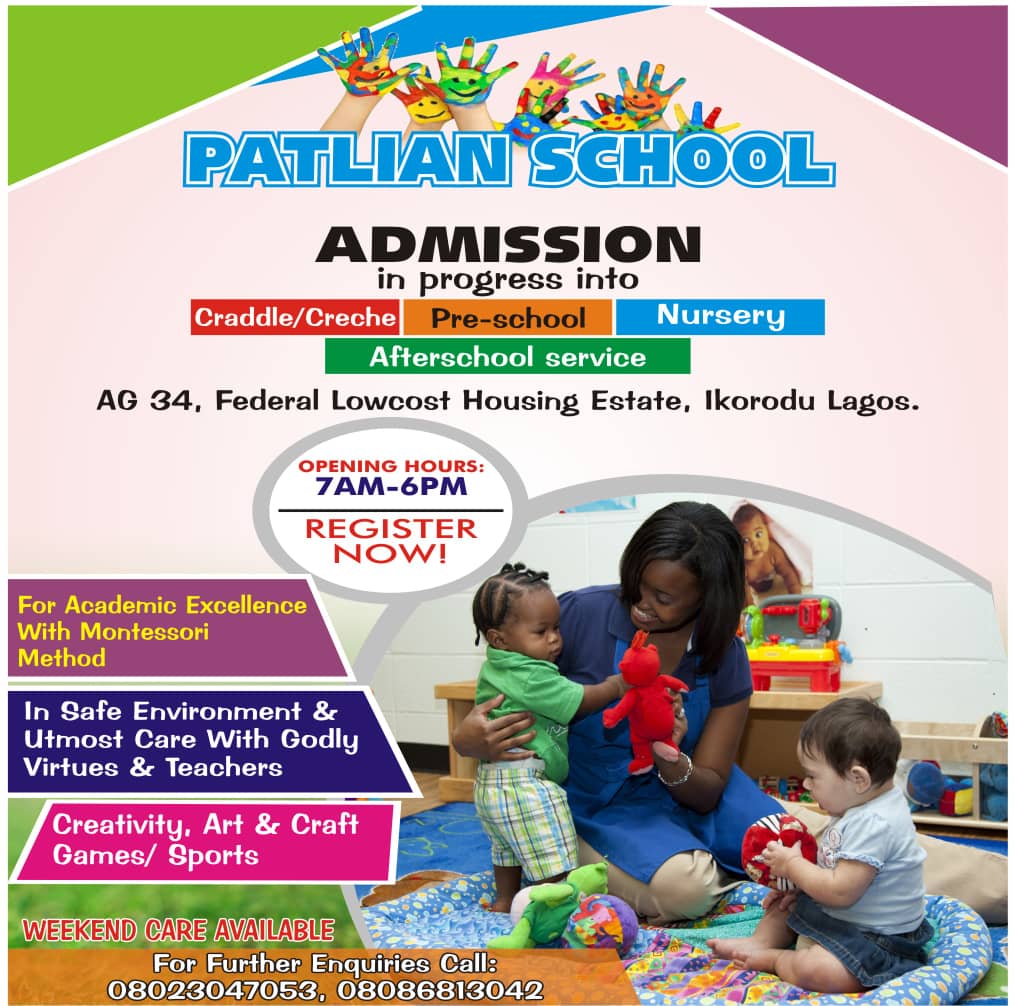 PATLIAN SCHOOL
ADMISSION
in progress into
Craddle/Creche
Pre-school
Nursery
Afterschool service
AG 34, Federal Lowcost Housing Estate, Ikorodu Lagos.
OPENING HOURS:
7AM-6PM
REGISTER
NOW!
For Academic Excellence
With Montessori
Method
In Safe Environment &
Utmost Care With Godly
Virtues & Teachers
Creativity, Art & Craft
Games/ Sports
WEEKEND CARE AVAILABLE
For Further Enquiries Call:
08023047053, 08086813042